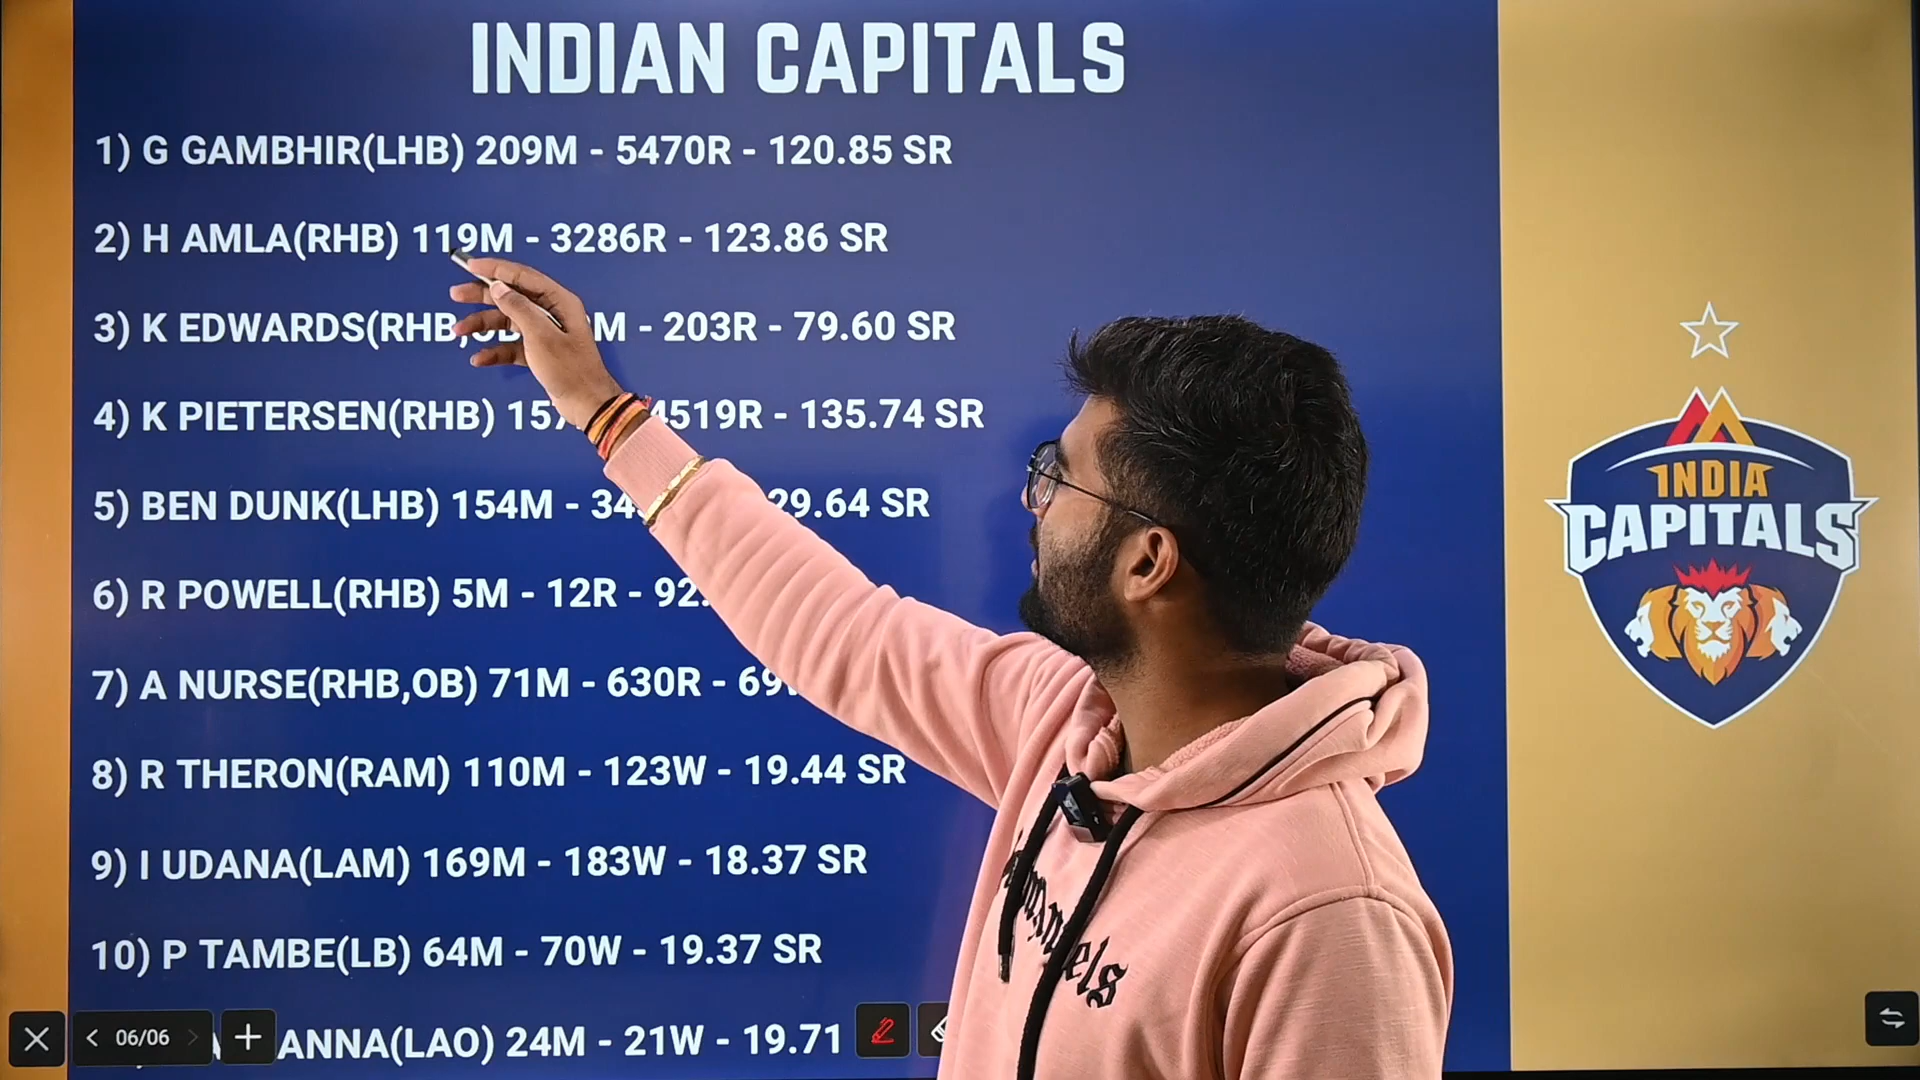 INDIAN CAPITALS
1) G GAMBHIR(LHB) 209M - 5470R - 120.85 SR
2) H AMLA(RHB) 119M - 3286R - 123.86 SR
3) K EDWARDS(RHB, M - 203R - 79.60 SR
4) K PIETERSEN(RHB) 157 4519R - 135.74 SR
5) BEN DUNK(LHB) 154M - 34 29.64 SR
6) R POWELL(RHB) 5M - 12R - 92.
7) A NURSE(RHB,OB) 71M - 630R - 69
8) R THERON(RAM) 110M - 123W - 19.44 SR
9) I UDANA(LAM) 169M - 183W - 18.37 SR
10) P TAMBE(LB) 64M - 70W - 19.37 SR
ANNA(LAO) 24M - 21W - 19.71
06/06
INDIA
CAPITALS